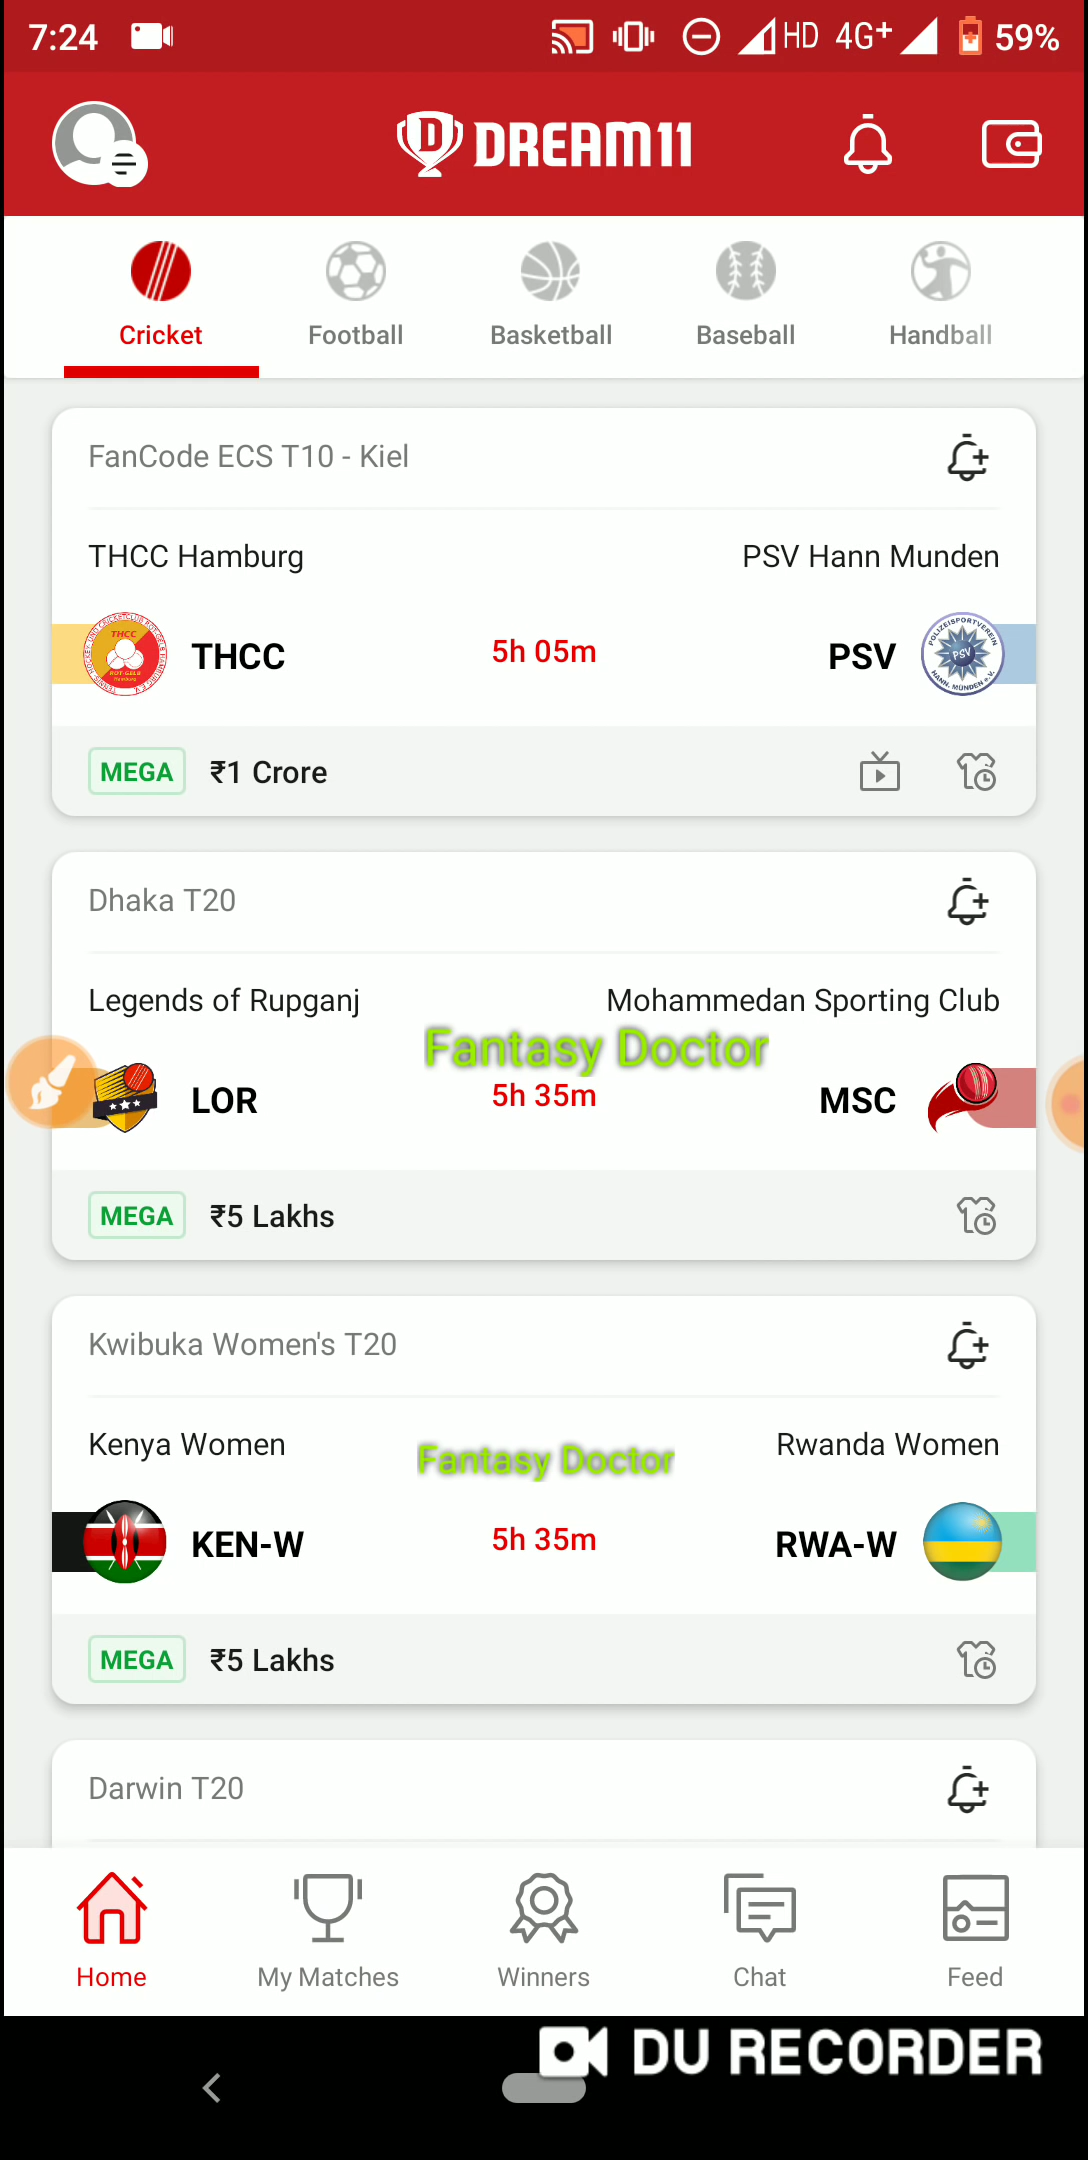 7:24 HD 4G+ 59%
DREAM11
Cricket Football Basketball Baseball Handball
FanCode ECS T10 - Kiel
THCC Hamburg PSV Hann Munden
THCC 5h 05m PSV
MEGA ₹1 Crore
Dhaka T20
Legends of Rupganj Mohammedan Sporting Club
Fantasy Doctor
LOR 5h 35m MSC
MEGA ₹5 Lakhs
Kwibuka Women's T20
Kenya Women Rwanda Women
Fantasy Doctor
KEN-W 5h 35m RWA-W
MEGA ₹5 Lakhs
Darwin T20
Home My Matches Winners Chat Feed
DU RECORDER